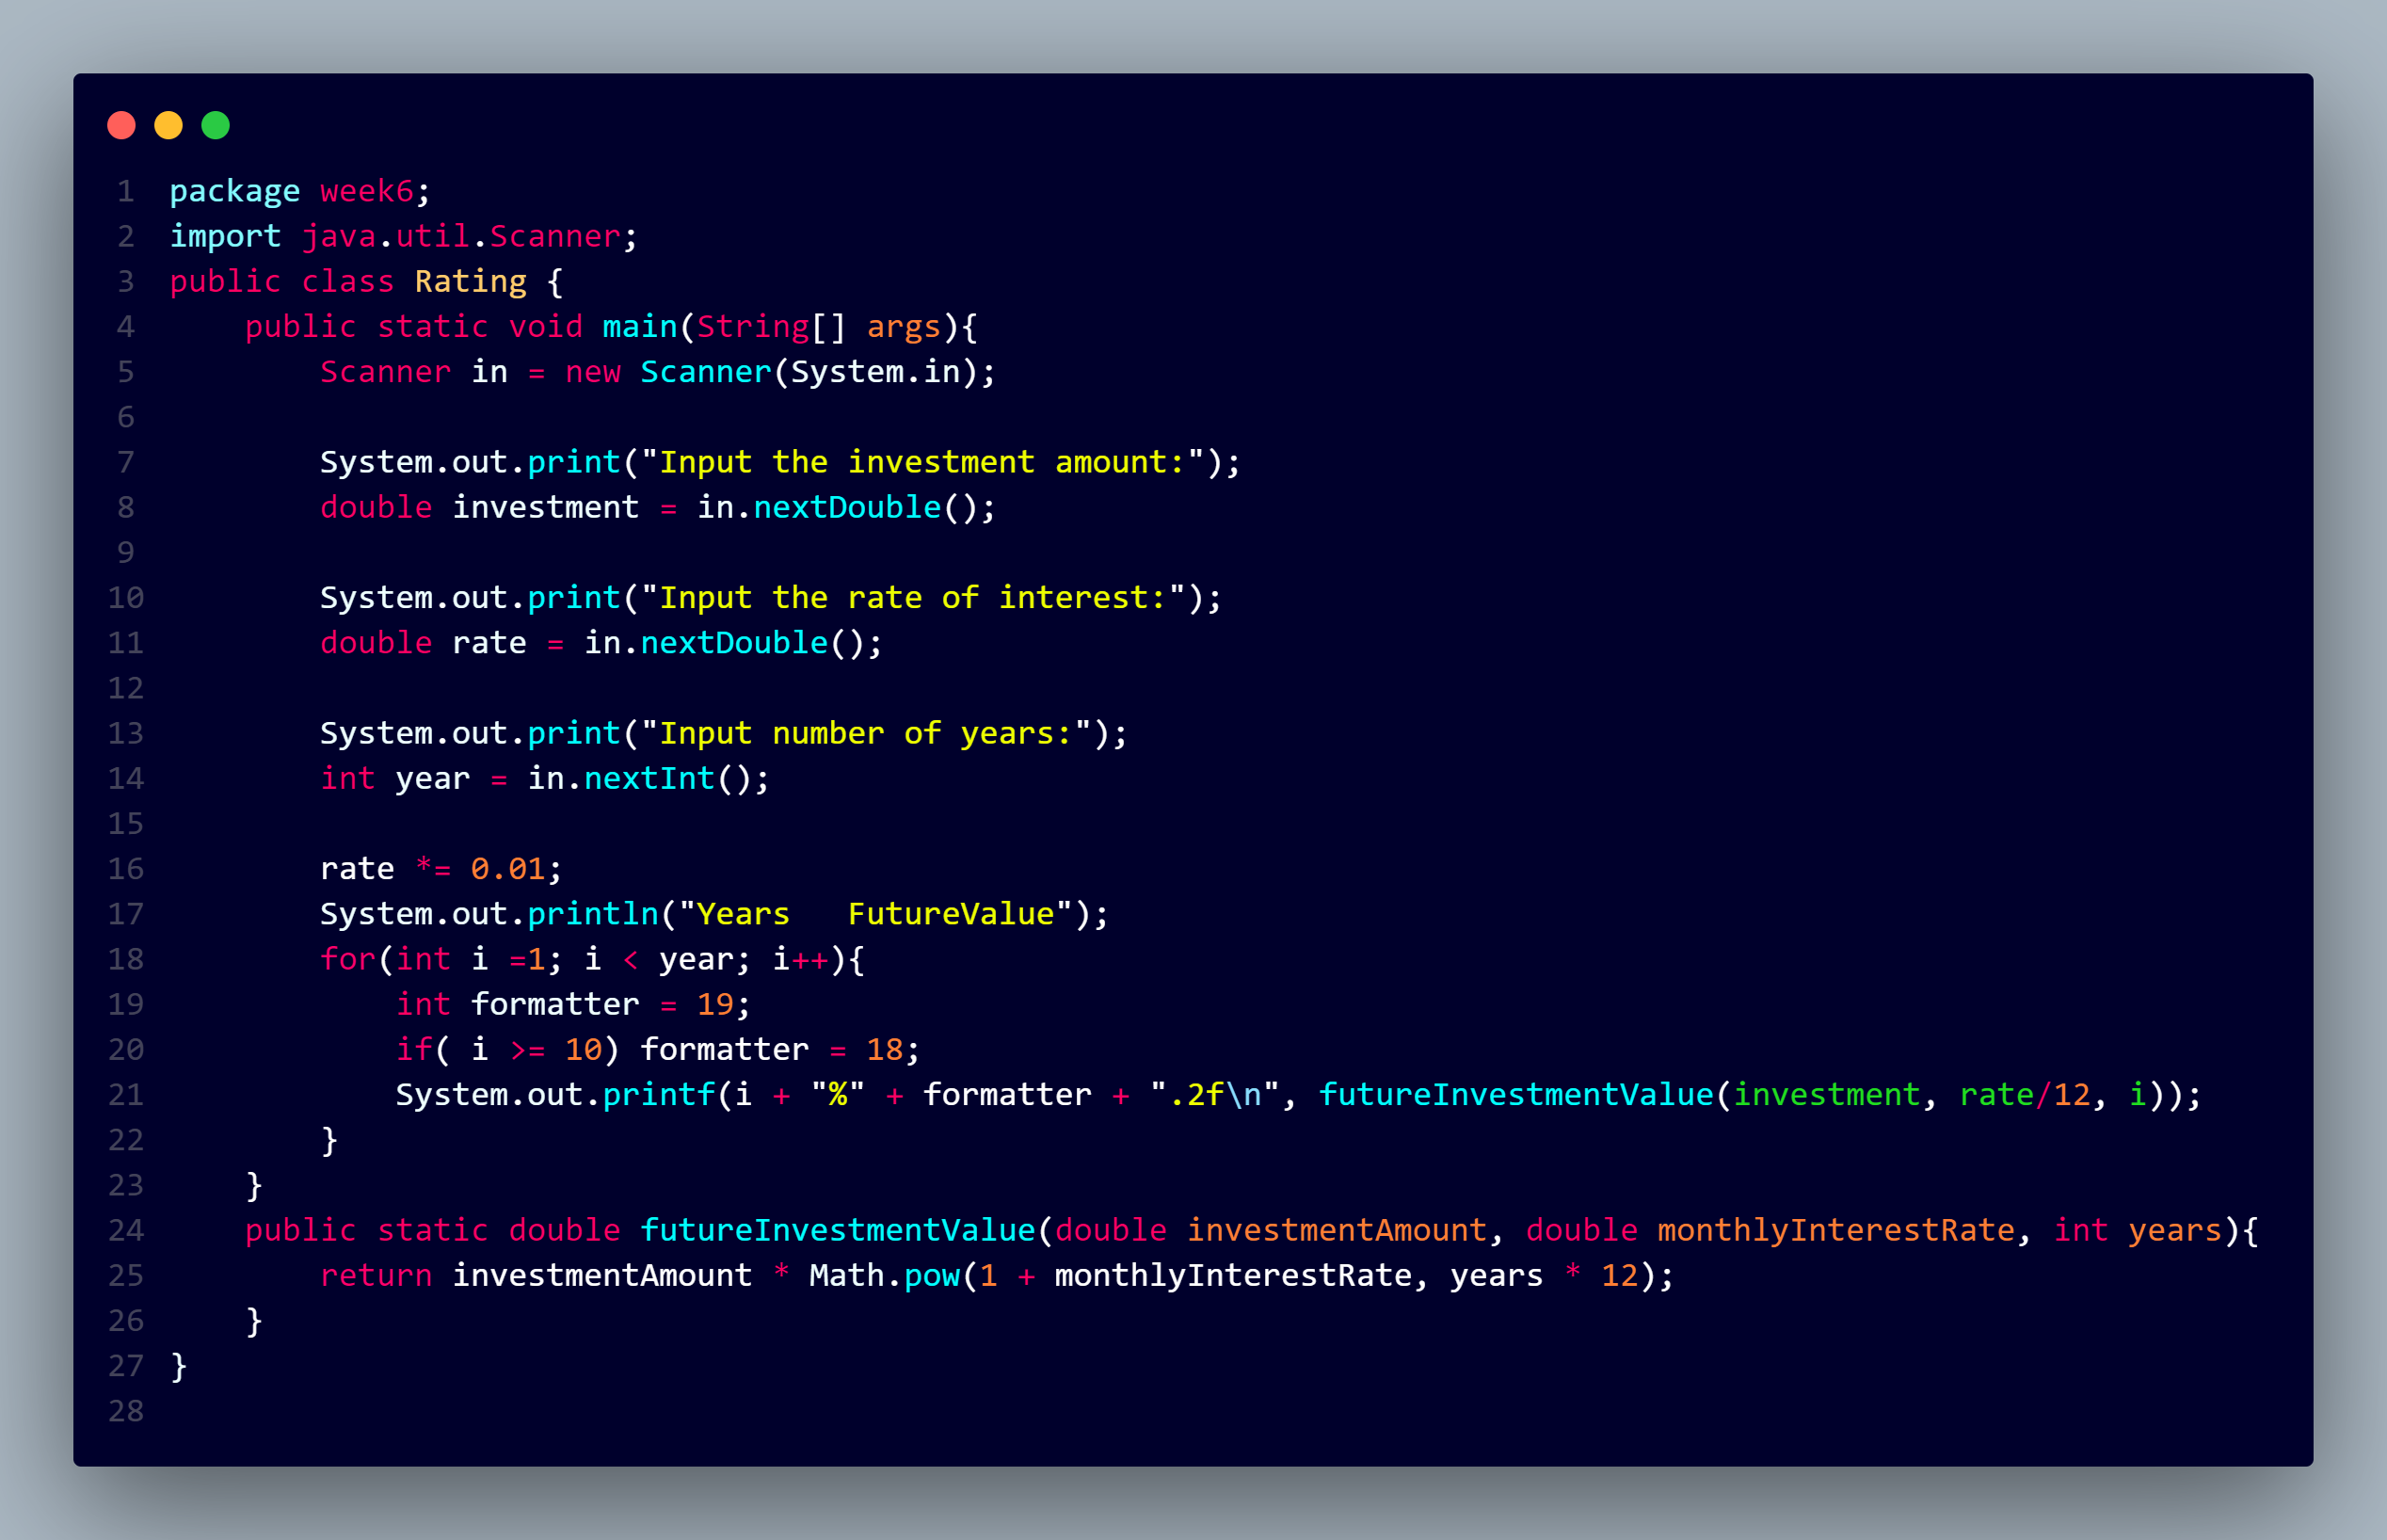 1 package week6;
2 import java.util.Scanner;
3 public class Rating {
4     public static void main(String[] args){
5         Scanner in = new Scanner(System.in);
6
7         System.out.print("Input the investment amount:");
8         double investment = in.nextDouble();
9
10         System.out.print("Input the rate of interest:");
11         double rate = in.nextDouble();
12
13         System.out.print("Input number of years:");
14         int year = in.nextInt();
15
16         rate *= 0.01;
17         System.out.println("Years   FutureValue");
18         for(int i =1; i < year; i++){
19             int formatter = 19;
20             if( i >= 10) formatter = 18;
21             System.out.printf(i + "%" + formatter + ".2f\n", futureInvestmentValue(investment, rate/12, i));
22         }
23     }
24     public static double futureInvestmentValue(double investmentAmount, double monthlyInterestRate, int years){
25         return investmentAmount * Math.pow(1 + monthlyInterestRate, years * 12);
26     }
27 }
28